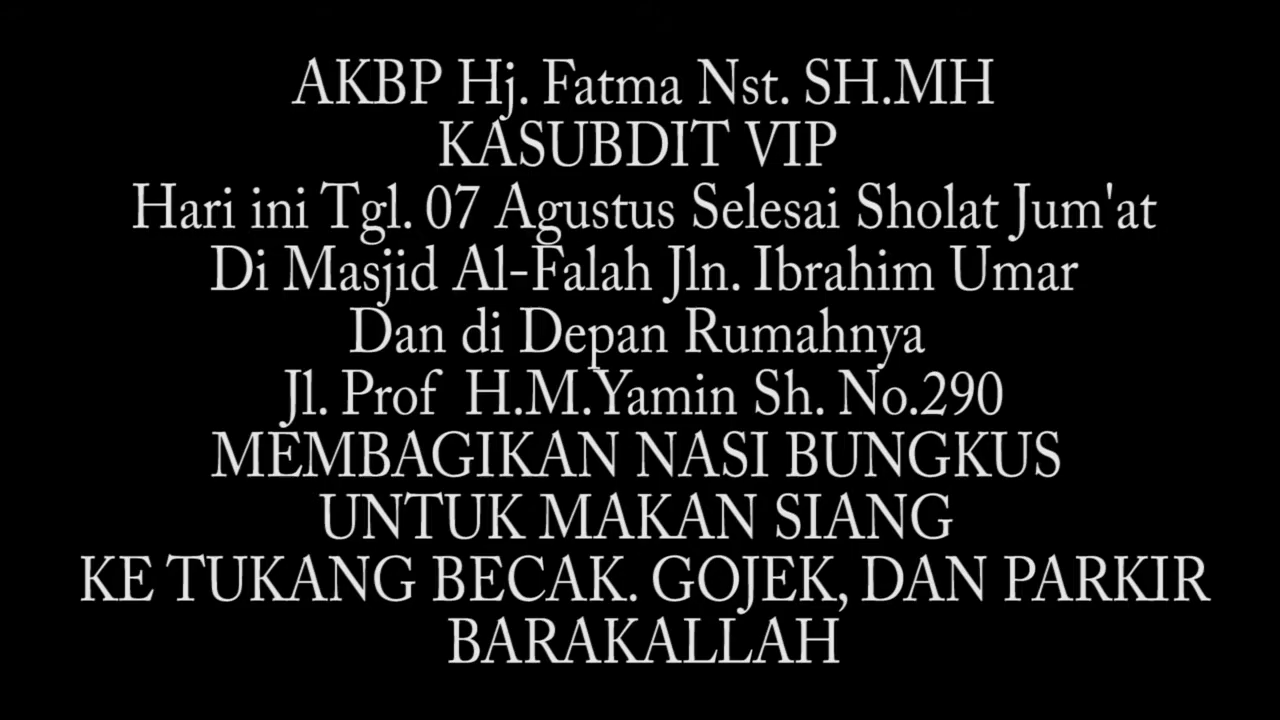 AKBP Hj. Fatma Nst. SH.MH
KASUBDIT VIP
Hari ini Tgl. 07 Agustus Selesai Sholat Jum'at
Di Masjid Al-Falah Jln. Ibrahim Umar
Dan di Depan Rumahnya
Jl. Prof H.M.Yamin Sh. No.290
MEMBAGIKAN NASI BUNGKUS
UNTUK MAKAN SIANG
KE TUKANG BECAK. GOJEK, DAN PARKIR
BARAKALLAH